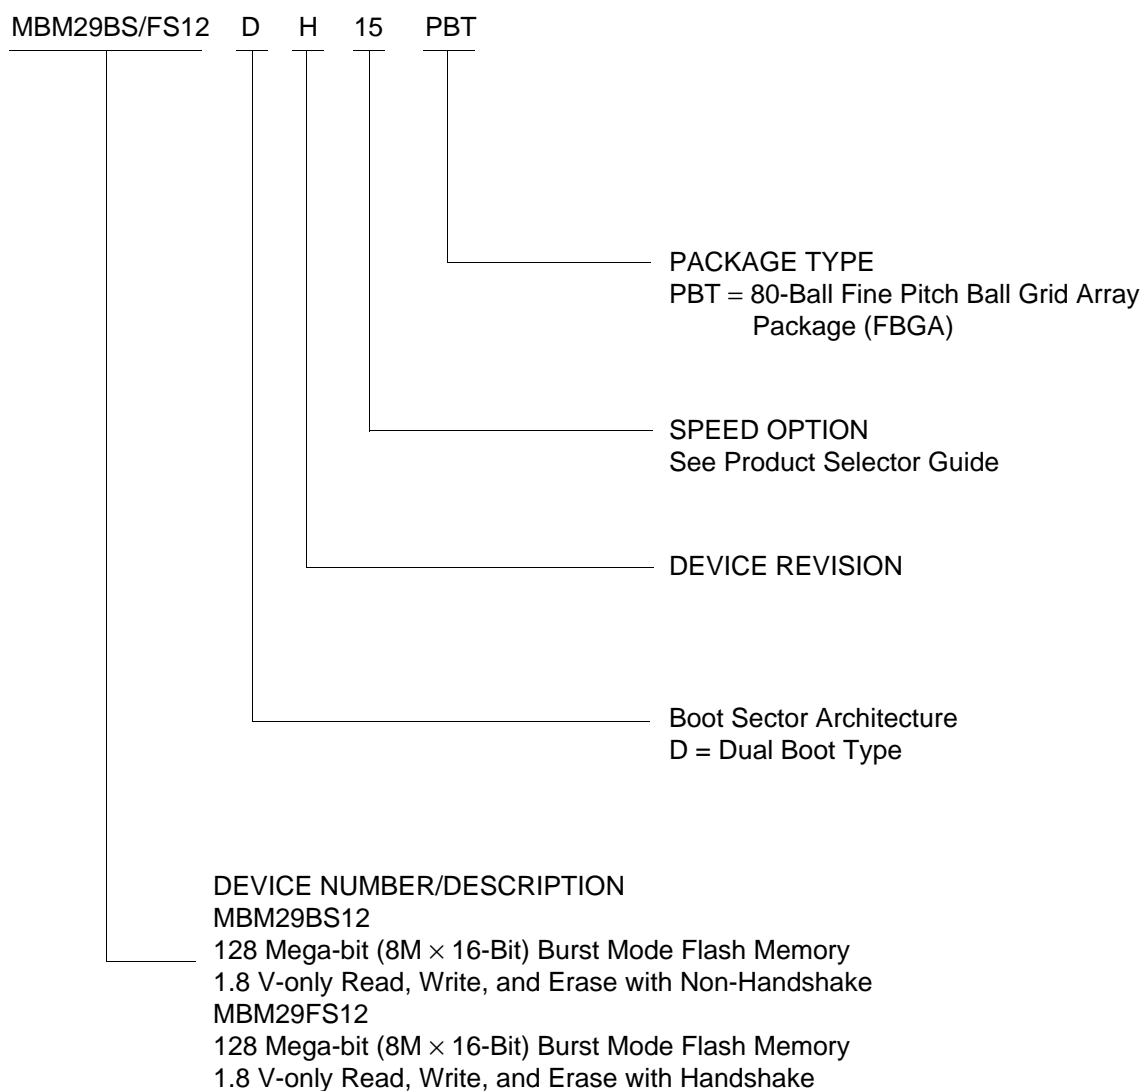 MBM29BS/FS12 D H 15 PBT
PACKAGE TYPE
PBT = 80-Ball Fine Pitch Ball Grid Array
Package (FBGA)
SPEED OPTION
See Product Selector Guide
DEVICE REVISION
Boot Sector Architecture
D = Dual Boot Type
DEVICE NUMBER/DESCRIPTION
MBM29BS12
128 Mega-bit (8M × 16-Bit) Burst Mode Flash Memory
1.8 V-only Read, Write, and Erase with Non-Handshake
MBM29FS12
128 Mega-bit (8M × 16-Bit) Burst Mode Flash Memory
1.8 V-only Read, Write, and Erase with Handshake